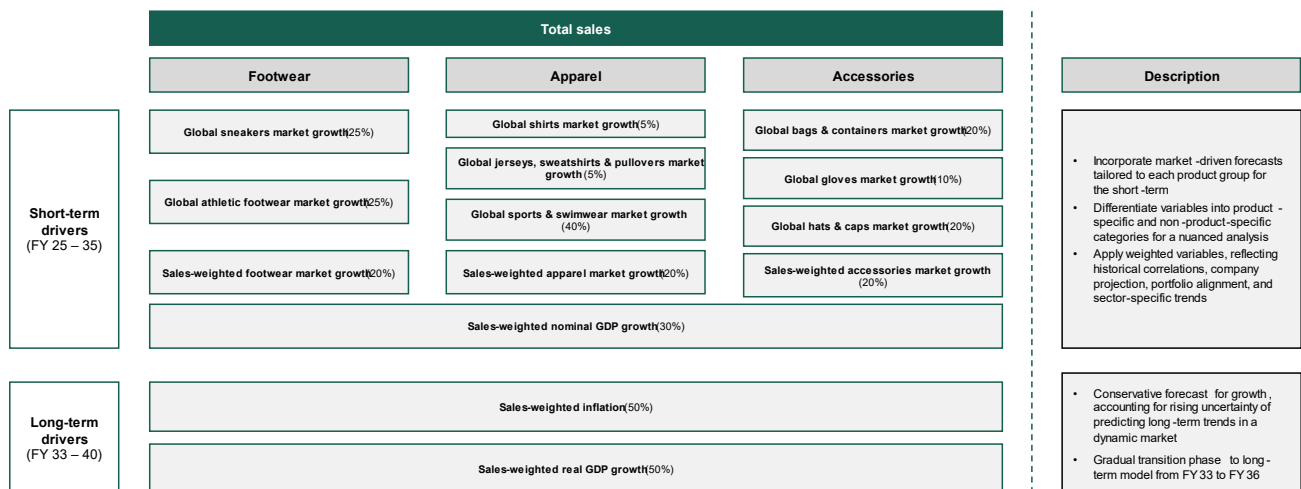 Total sales
Footwear
Apparel
Accessories
Description
Short-term
drivers
(FY 25 – 35)
Global sneakers market growth(25%)
Global athletic footwear market growth(25%)
Sales-weighted footwear market growth(20%)
Global shirts market growth(5%)
Global jerseys, sweatshirts & pullovers market
growth (5%)
Global sports & swimwear market growth
(40%)
Sales-weighted apparel market growth(20%)
Global bags & containers market growth(20%)
Global gloves market growth(10%)
Global hats & caps market growth(20%)
Sales-weighted accessories market growth
(20%)
Sales-weighted nominal GDP growth(30%)
• Incorporate market -driven forecasts
tailored to each product group for
the short -term
• Differentiate variables into product -
specific and non -product-specific
categories for a nuanced analysis
• Apply weighted variables, reflecting
historical correlations, company
projection, portfolio alignment, and
sector-specific trends
Long-term
drivers
(FY 33 – 40)
Sales-weighted inflation(50%)
Sales-weighted real GDP growth(50%)
• Conservative forecast for growth,
accounting for rising uncertainty of
predicting long -term trends in a
dynamic market
• Gradual transition phase to long-
term model from FY 33 to FY 36